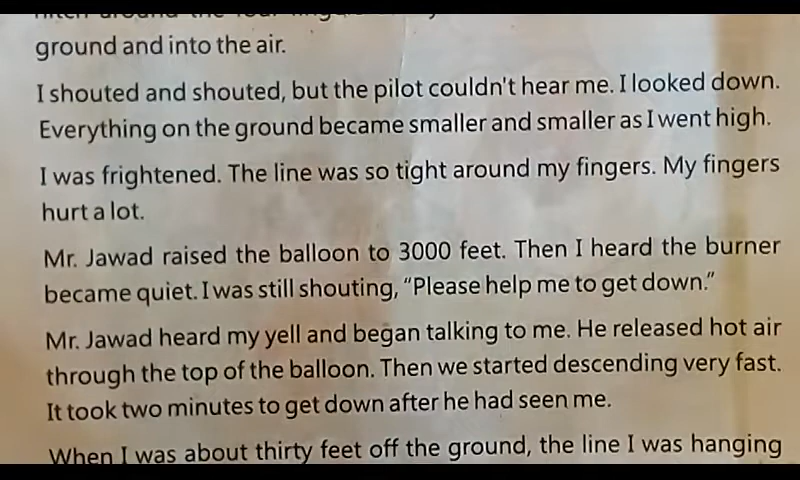 ground and into the air.
I shouted and shouted, but the pilot couldn't hear me. I looked down.
Everything on the ground became smaller and smaller as I went high.
I was frightened. The line was so tight around my fingers. My fingers
hurt a lot.
Mr. Jawad raised the balloon to 3000 feet. Then I heard the burner
became quiet. I was still shouting, “Please help me to get down.”
Mr. Jawad heard my yell and began talking to me. He released hot air
through the top of the balloon. Then we started descending very fast.
It took two minutes to get down after he had seen me.
When I was about thirty feet off the ground, the line I was hanging